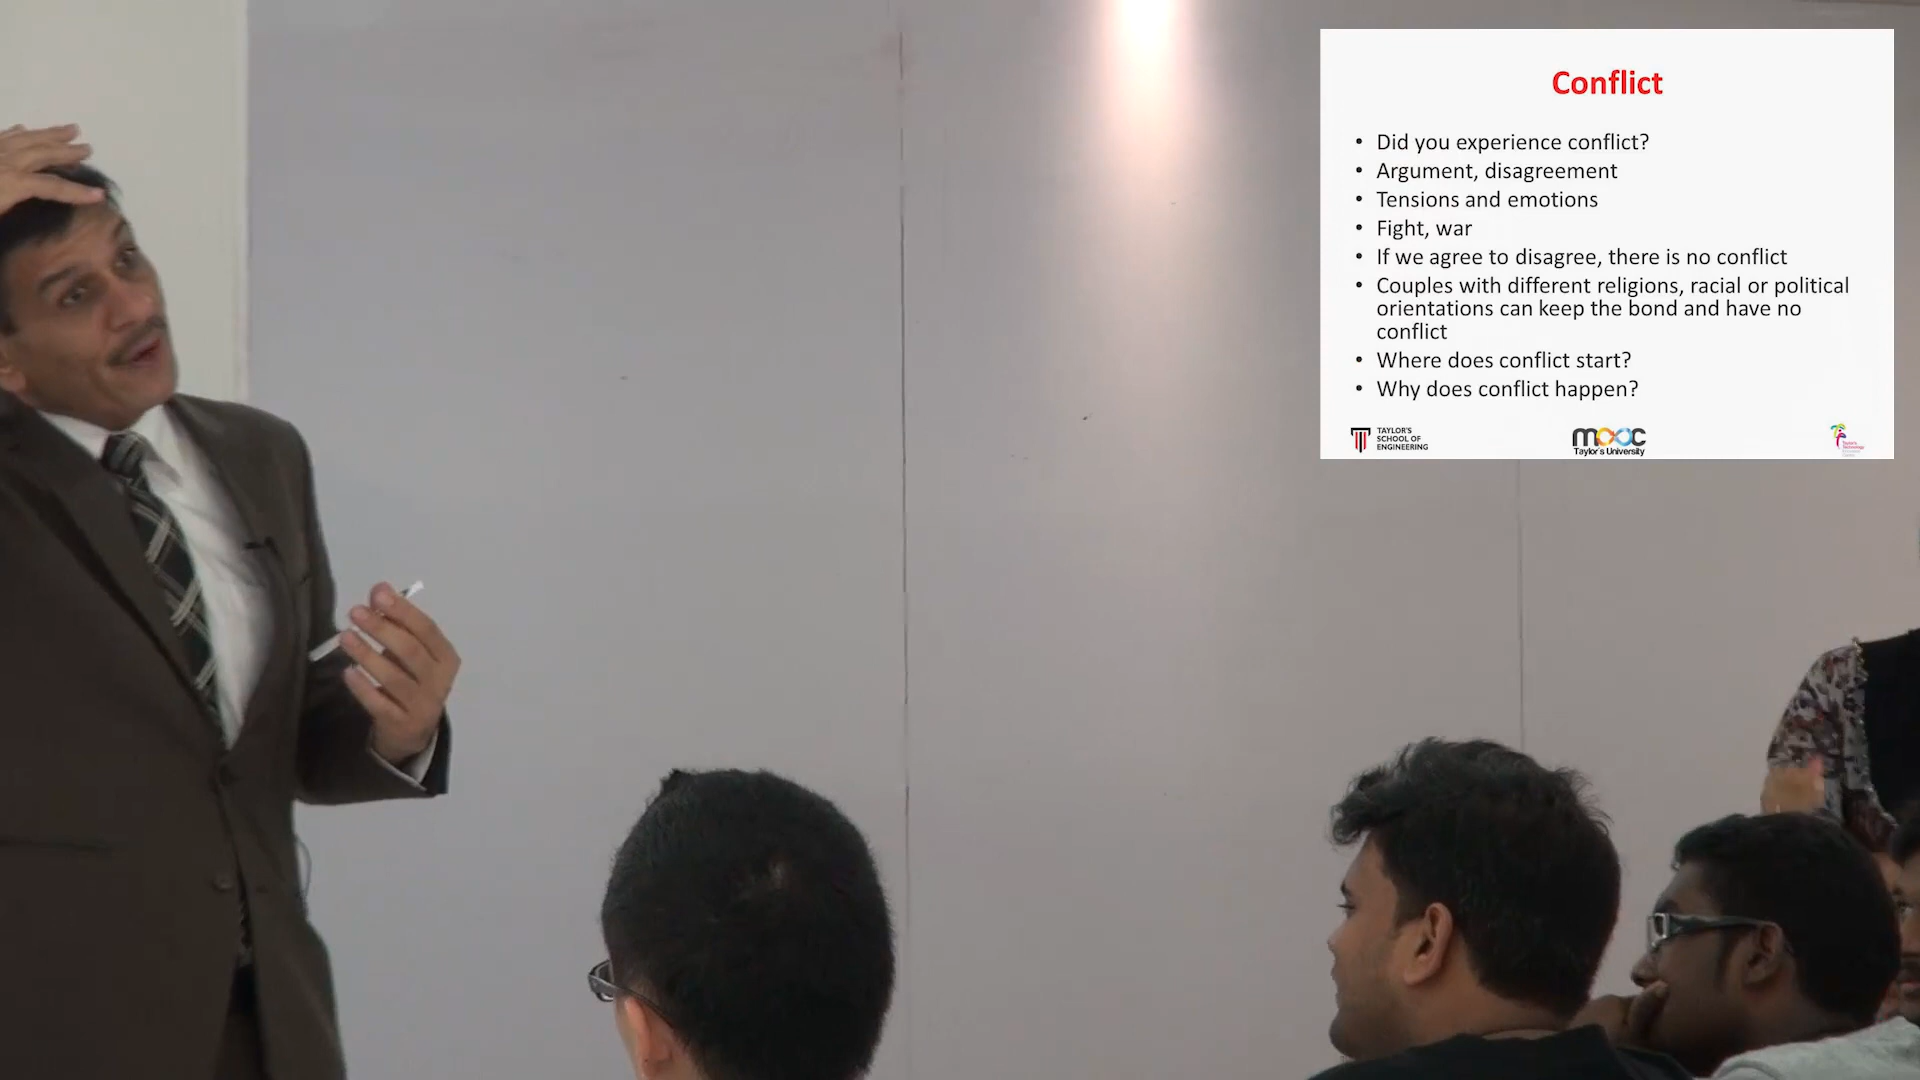 Conflict
• Did you experience conflict?
• Argument, disagreement
• Tensions and emotions
• Fight, war
• If we agree to disagree, there is no conflict
• Couples with different religions, racial or political
orientations can keep the bond and have no
conflict
• Where does conflict start?
• Why does conflict happen?
TAYLOR'S
SCHOOL OF
ENGINEERING
mooc
Taylor's University